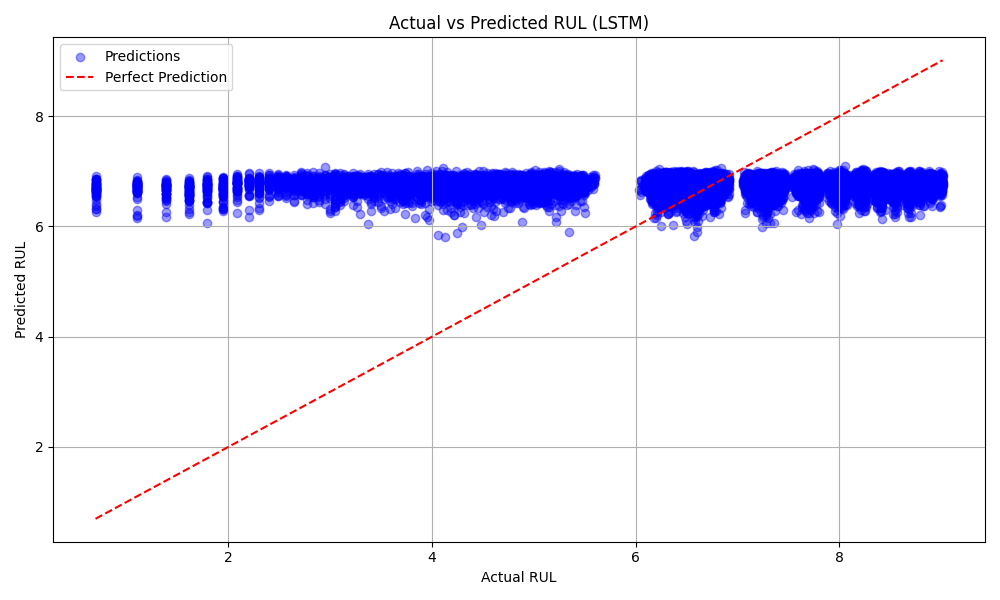 Actual vs Predicted RUL (LSTM)
Predictions
Perfect Prediction
Predicted RUL
8
6
4
2
2 4 6 8
Actual RUL